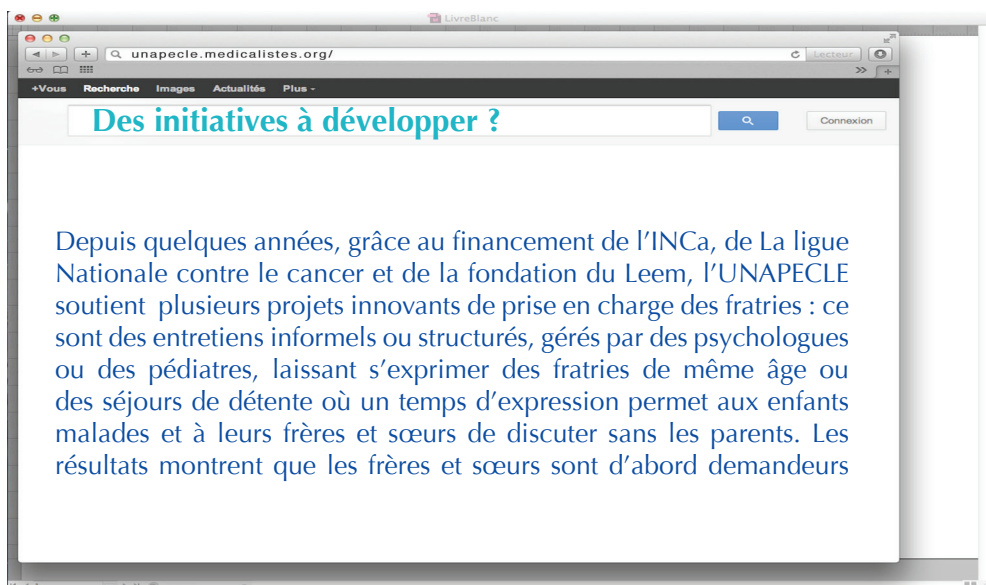 LivreBlanc
unapecle.medicalistes.org/
Lecteur
+Vous Recherche Images Actualités Plus -
Des initiatives à développer ?
Connexion
Depuis quelques années, grâce au financement de l'INCa, de La ligue
Nationale contre le cancer et de la fondation du Leem, l'UNAPECLE
soutient plusieurs projets innovants de prise en charge des fratries : ce
sont des entretiens informels ou structurés, gérés par des psychologues
ou des pédiatres, laissant s'exprimer des fratries de même âge ou
des séjours de détente où un temps d'expression permet aux enfants
malades et à leurs frères et sœurs de discuter sans les parents. Les
résultats montrent que les frères et sœurs sont d'abord demandeurs